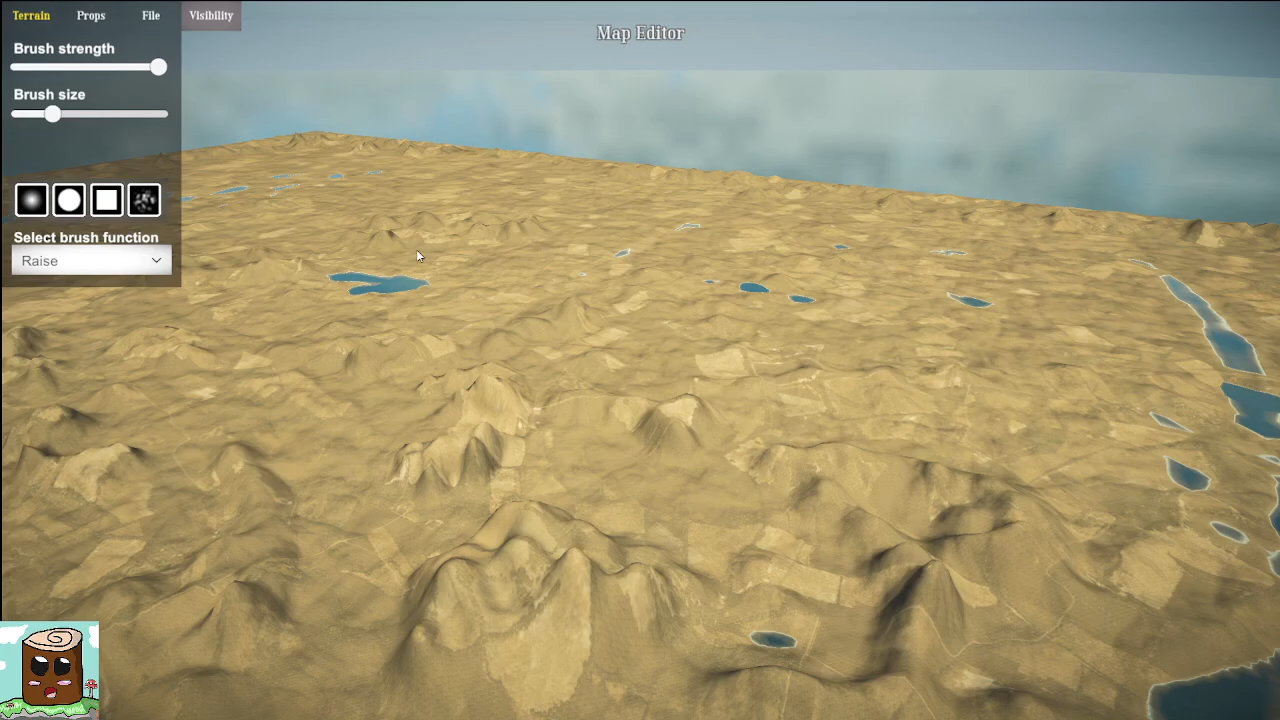 Terrain Props File Visibility
Map Editor
Brush strength
Brush size
Select brush function
Raise